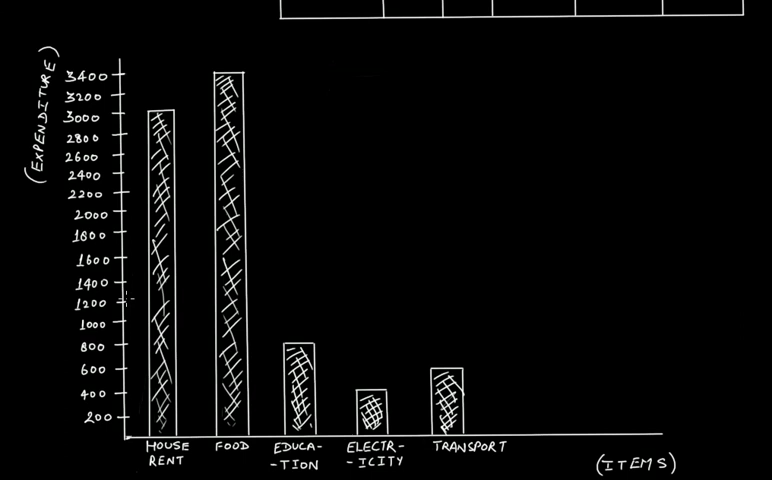 (EXPENDITURE)
3400
3200
3000
2800
2600
2400
2200
2000
1800
1600
1400
1200
1000
800
600
400
200
HOUSE
RENT
FOOD
EDUCA-
-TION
ELECTR-
-ICITY
TRANSPORT
(ITEMS)